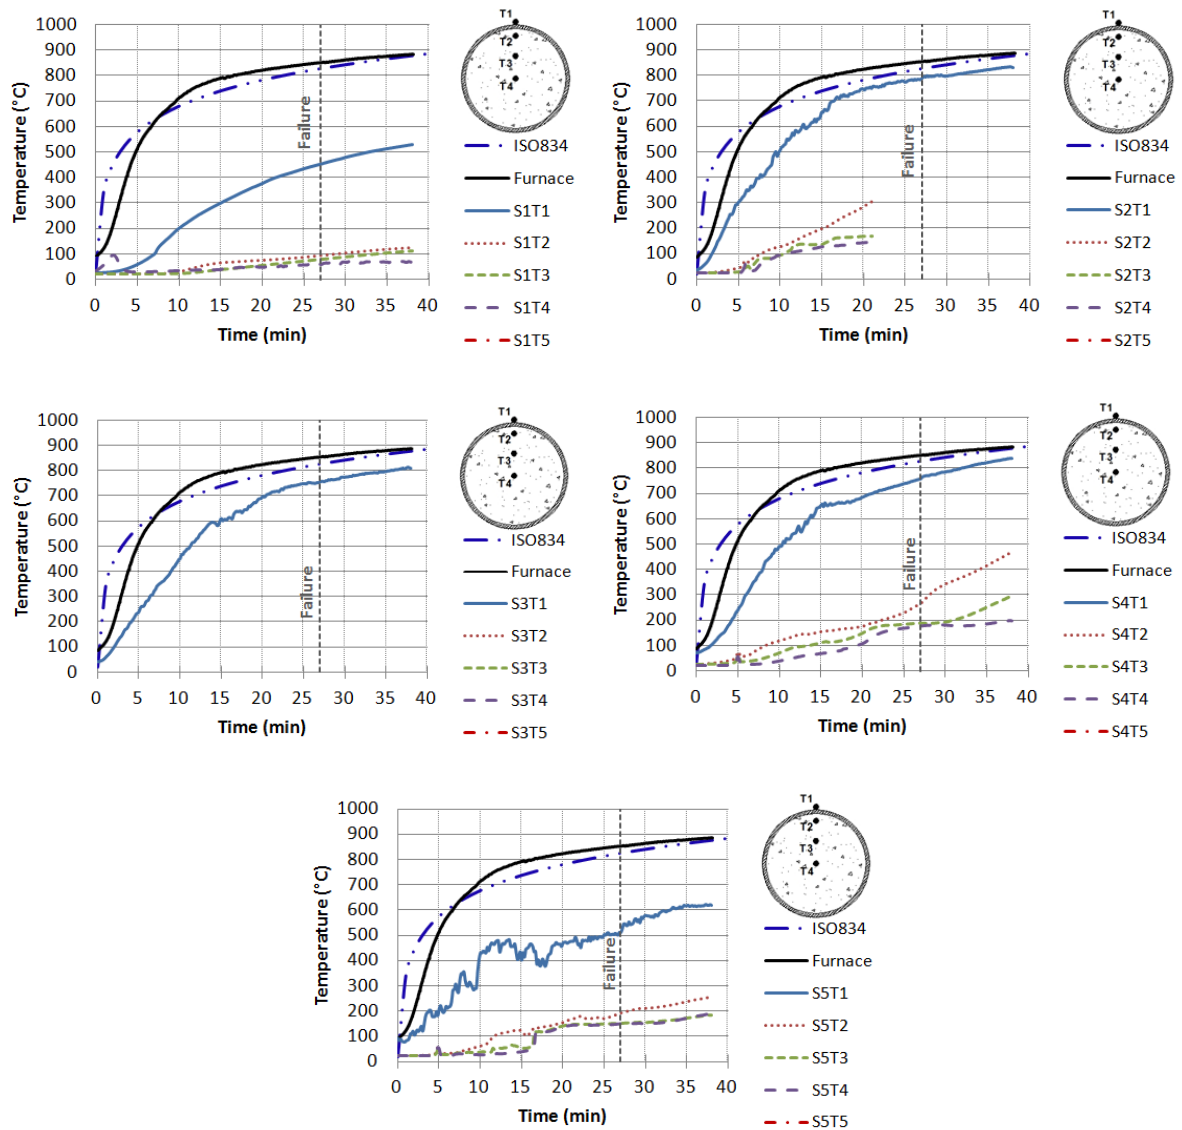 1000
900
800
700
600
500
400
300
200
100
0
0 5 10 15 20 25 30 35 40
Temperature (°C)
Time (min)
Failure
T1
T2
T3
T4
ISO834
Furnace
S1T1
S1T2
S1T3
S1T4
S1T5
1000
900
800
700
600
500
400
300
200
100
0
0 5 10 15 20 25 30 35 40
Temperature (°C)
Time (min)
Failure
T1
T2
T3
T4
ISO834
Furnace
S2T1
S2T2
S2T3
S2T4
S2T5
1000
900
800
700
600
500
400
300
200
100
0
0 5 10 15 20 25 30 35 40
Temperature (°C)
Time (min)
Failure
T1
T2
T3
T4
ISO834
Furnace
S3T1
S3T2
S3T3
S3T4
S3T5
1000
900
800
700
600
500
400
300
200
100
0
0 5 10 15 20 25 30 35 40
Temperature (°C)
Time (min)
Failure
T1
T2
T3
T4
ISO834
Furnace
S4T1
S4T2
S4T3
S4T4
S4T5
1000
900
800
700
600
500
400
300
200
100
0
0 5 10 15 20 25 30 35 40
Temperature (°C)
Time (min)
Failure
T1
T2
T3
T4
ISO834
Furnace
S5T1
S5T2
S5T3
S5T4
S5T5